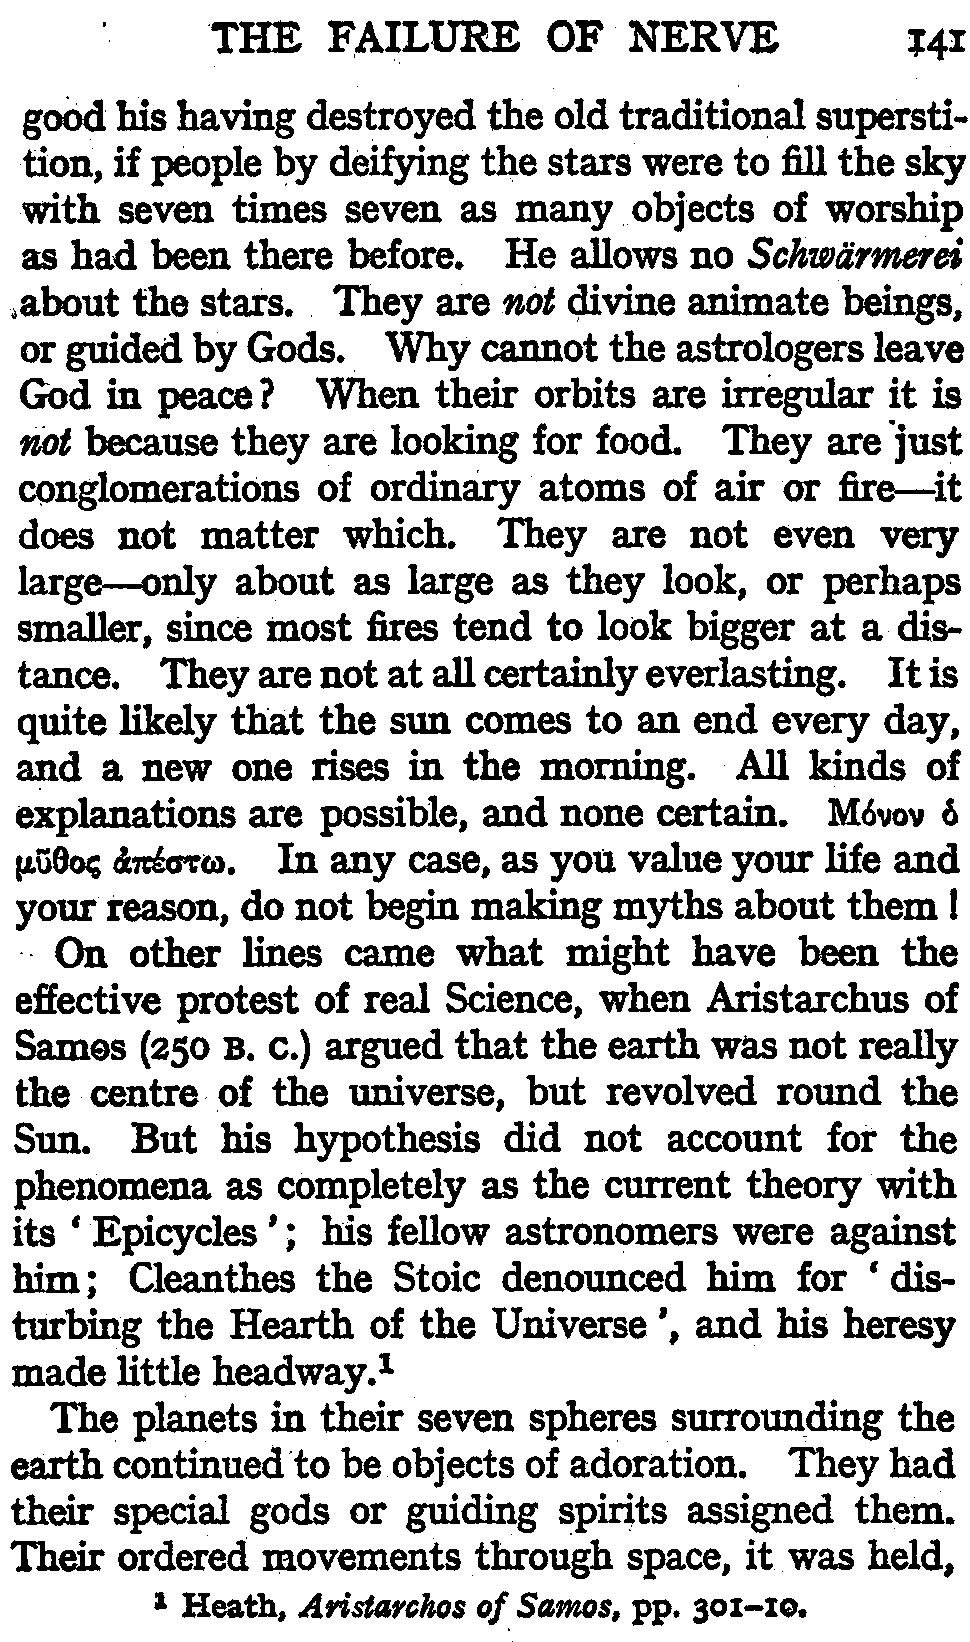 THE FAILURE OF NERVE 141
good his having destroyed the old traditional supersti-
tion, if people by deifying the stars were to fill the sky
with seven times seven as many objects of worship
as had been there before. He allows no Schwärmerei
about the stars. They are not divine animate beings,
or guided by Gods. Why cannot the astrologers leave
God in peace? When their orbits are irregular it is
not because they are looking for food. They are just
conglomerations of ordinary atoms of air or fire—it
does not matter which. They are not even very
large—only about as large as they look, or perhaps
smaller, since most fires tend to look bigger at a dis-
tance. They are not at all certainly everlasting. It is
quite likely that the sun comes to an end every day,
and a new one rises in the morning. All kinds of
explanations are possible, and none certain. Μόνον ὁ
μῦθος ἀπέστω. In any case, as you value your life and
your reason, do not begin making myths about them!
On other lines came what might have been the
effective protest of real Science, when Aristarchus of
Samos (250 B. C.) argued that the earth was not really
the centre of the universe, but revolved round the
Sun. But his hypothesis did not account for the
phenomena as completely as the current theory with
its ‘Epicycles’; his fellow astronomers were against
him; Cleanthes the Stoic denounced him for ‘dis-
turbing the Hearth of the Universe’, and his heresy
made little headway.¹
The planets in their seven spheres surrounding the
earth continued to be objects of adoration. They had
their special gods or guiding spirits assigned them.
Their ordered movements through space, it was held,
¹ Heath, Aristarchos of Samos, pp. 301–10.